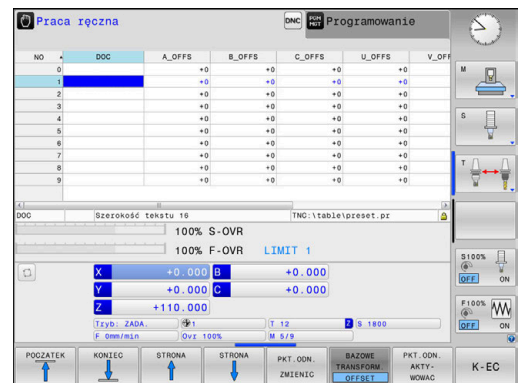 Praca ręczna
DNC
PGM MGT
Programowanie
NO DOC A_OFFS B_OFFS C_OFFS U_OFFS V_OFF
0 +0 +0 +0 +0
1 +0 +0 +0 +0
2 +0 +0 +0 +0
3 +0 +0 +0 +0
4 +0 +0 +0 +0
5 +0 +0 +0 +0
6 +0 +0 +0 +0
7 +0 +0 +0 +0
8 +0 +0 +0 +0
9 +0 +0 +0 +0
DOC Szerokość tekstu 16 TNC:\table\preset.pr
100% S-OVR
100% F-OVR LIMIT 1
X +0.000 B +0.000
Y +0.000 C +0.000
Z +110.000
Tryb: ZADA. 1 T 12 Z S 1800
F 0mm/min Ovr 100% M 5/9
M
S
T
S100%
OFF ON
F100%
OFF ON
POCZATEK
KONIEC
STRONA
STRONA
PKT.ODN.
ZMIENIC
BAZOWE
TRANSFORM.
OFFSET
PKT.ODN.
AKTY-
WOWAC
K-EC